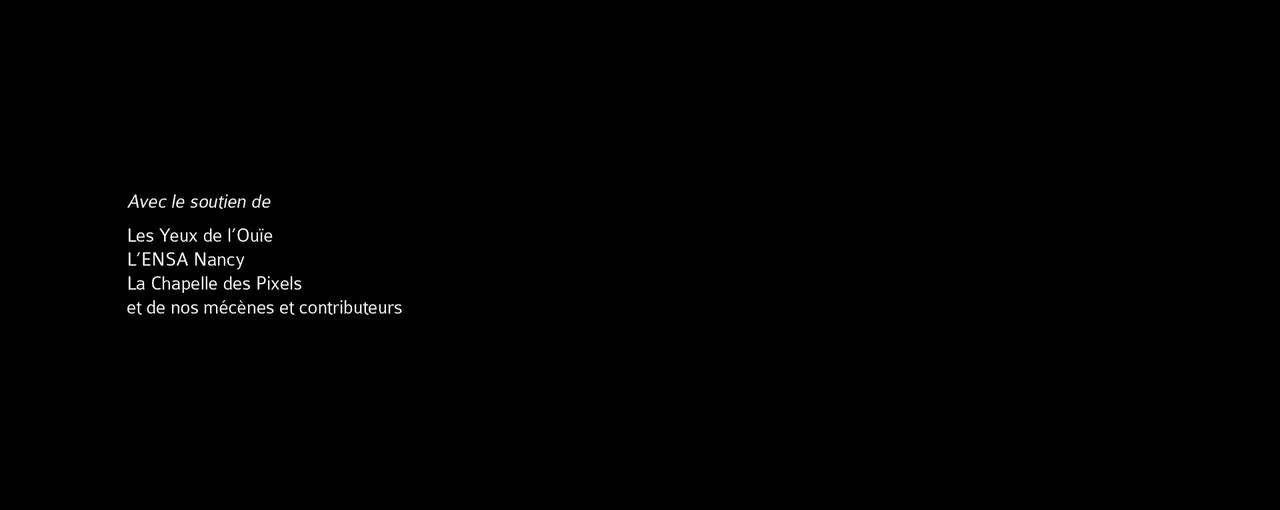 Avec le soutien de
Les Yeux de l’Ouïe
L’ENSA Nancy
La Chapelle des Pixels
et de nos mécènes et contributeurs